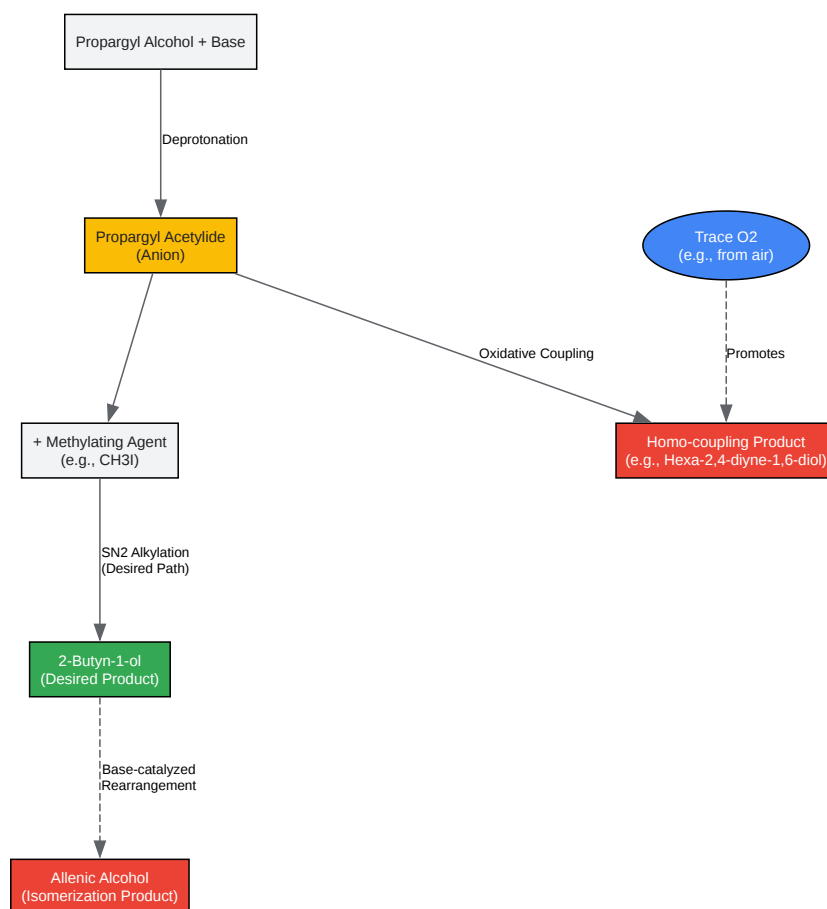 Propargyl Alcohol + Base
Deprotonation
Propargyl Acetylide
(Anion)
Trace O2
(e.g., from air)
Oxidative Coupling
Promotes
+ Methylating Agent
(e.g., CH3I)
Homo-coupling Product
(e.g., Hexa-2,4-diyne-1,6-diol)
SN2 Alkylation
(Desired Path)
2-Butyn-1-ol
(Desired Product)
Base-catalyzed
Rearrangement
Allenic Alcohol
(Isomerization Product)